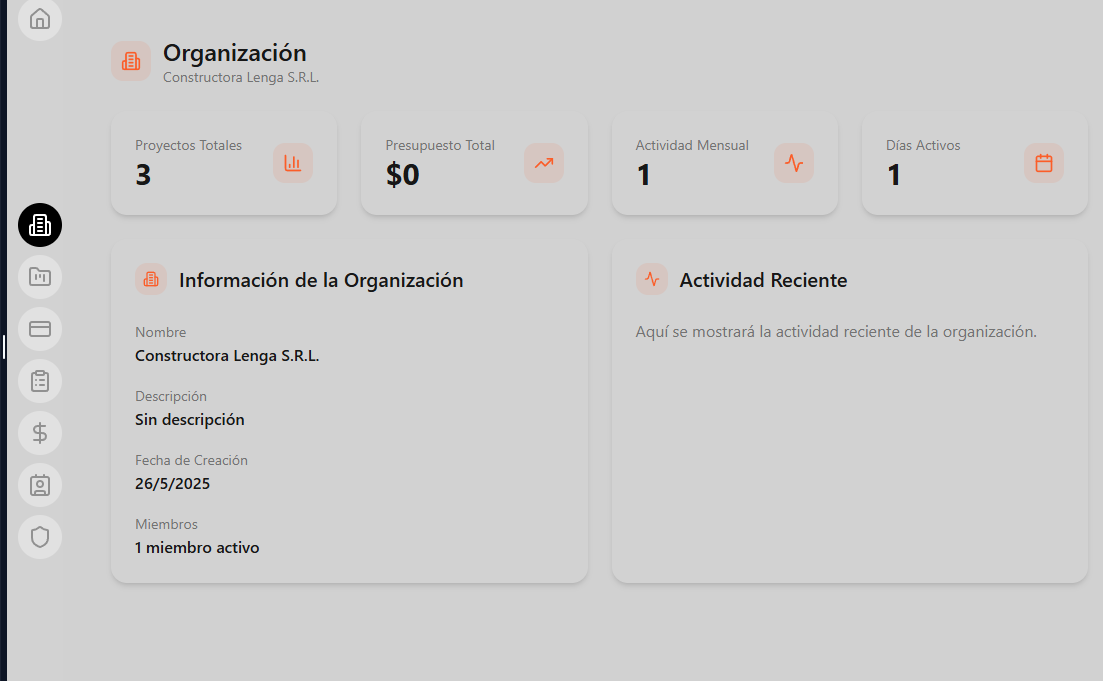 Organización
Constructora Lenga S.R.L.
Proyectos Totales
3
Presupuesto Total
$0
Actividad Mensual
1
Días Activos
1
Información de la Organización
Nombre
Constructora Lenga S.R.L.
Descripción
Sin descripción
Fecha de Creación
26/5/2025
Miembros
1 miembro activo
Actividad Reciente
Aquí se mostrará la actividad reciente de la organización.